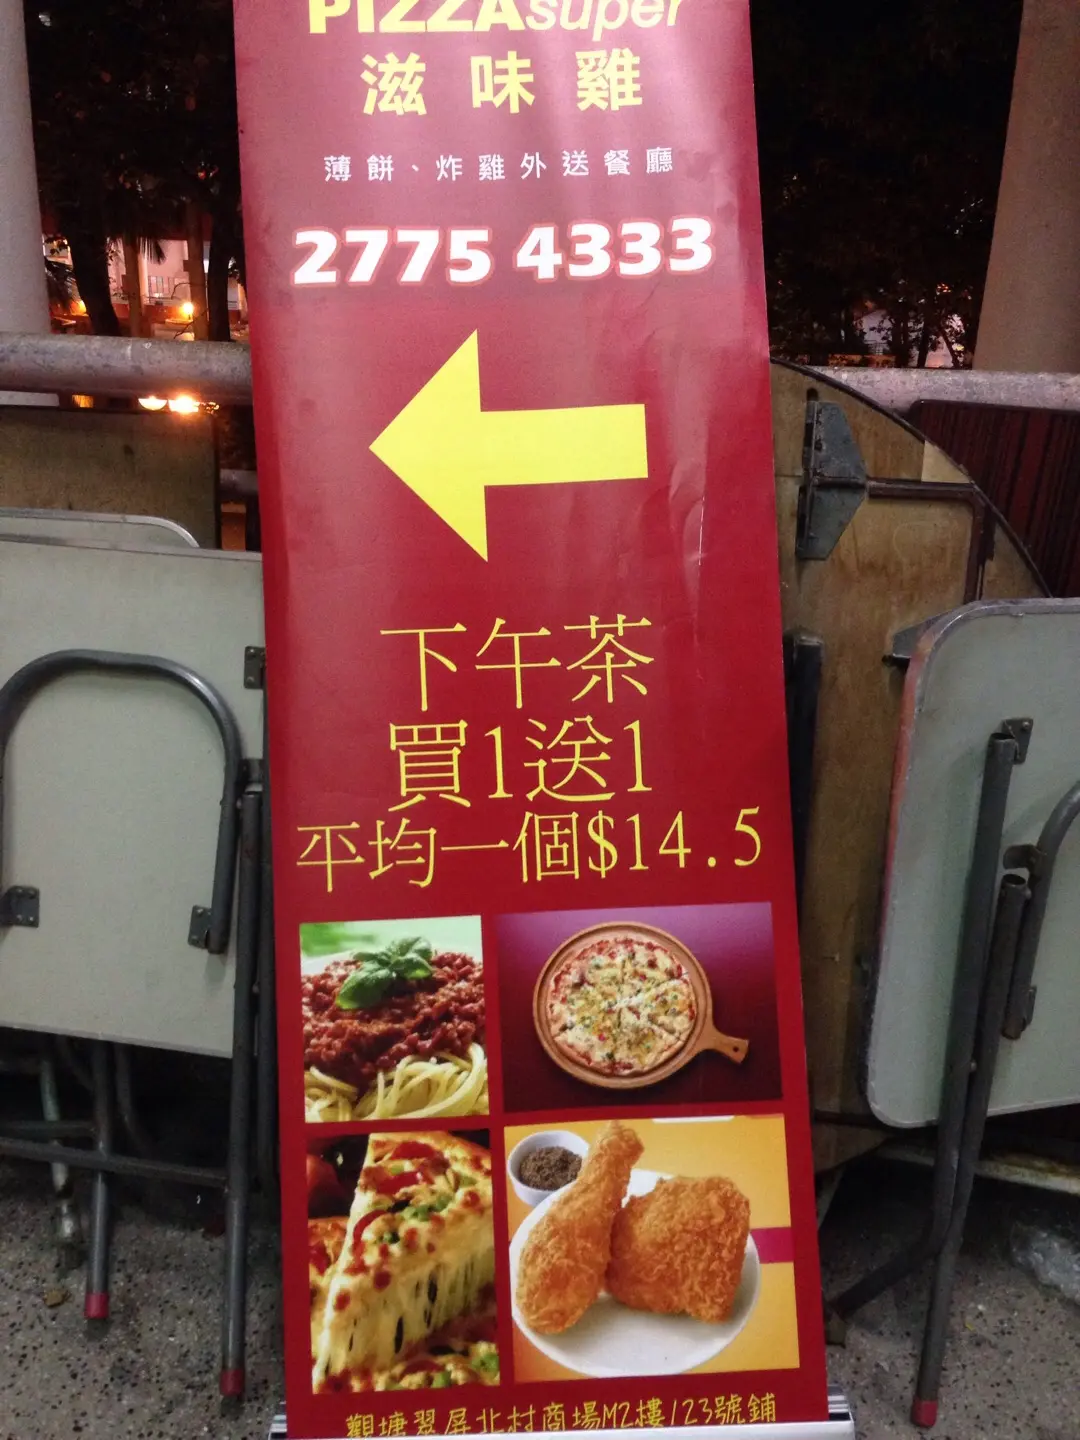 PIZZAsuper
滋味雞
薄餅、炸雞外送餐廳
2775 4333
下午茶
買1送1
平均一個$14.5
觀塘翠屏北村商場M2樓123號鋪